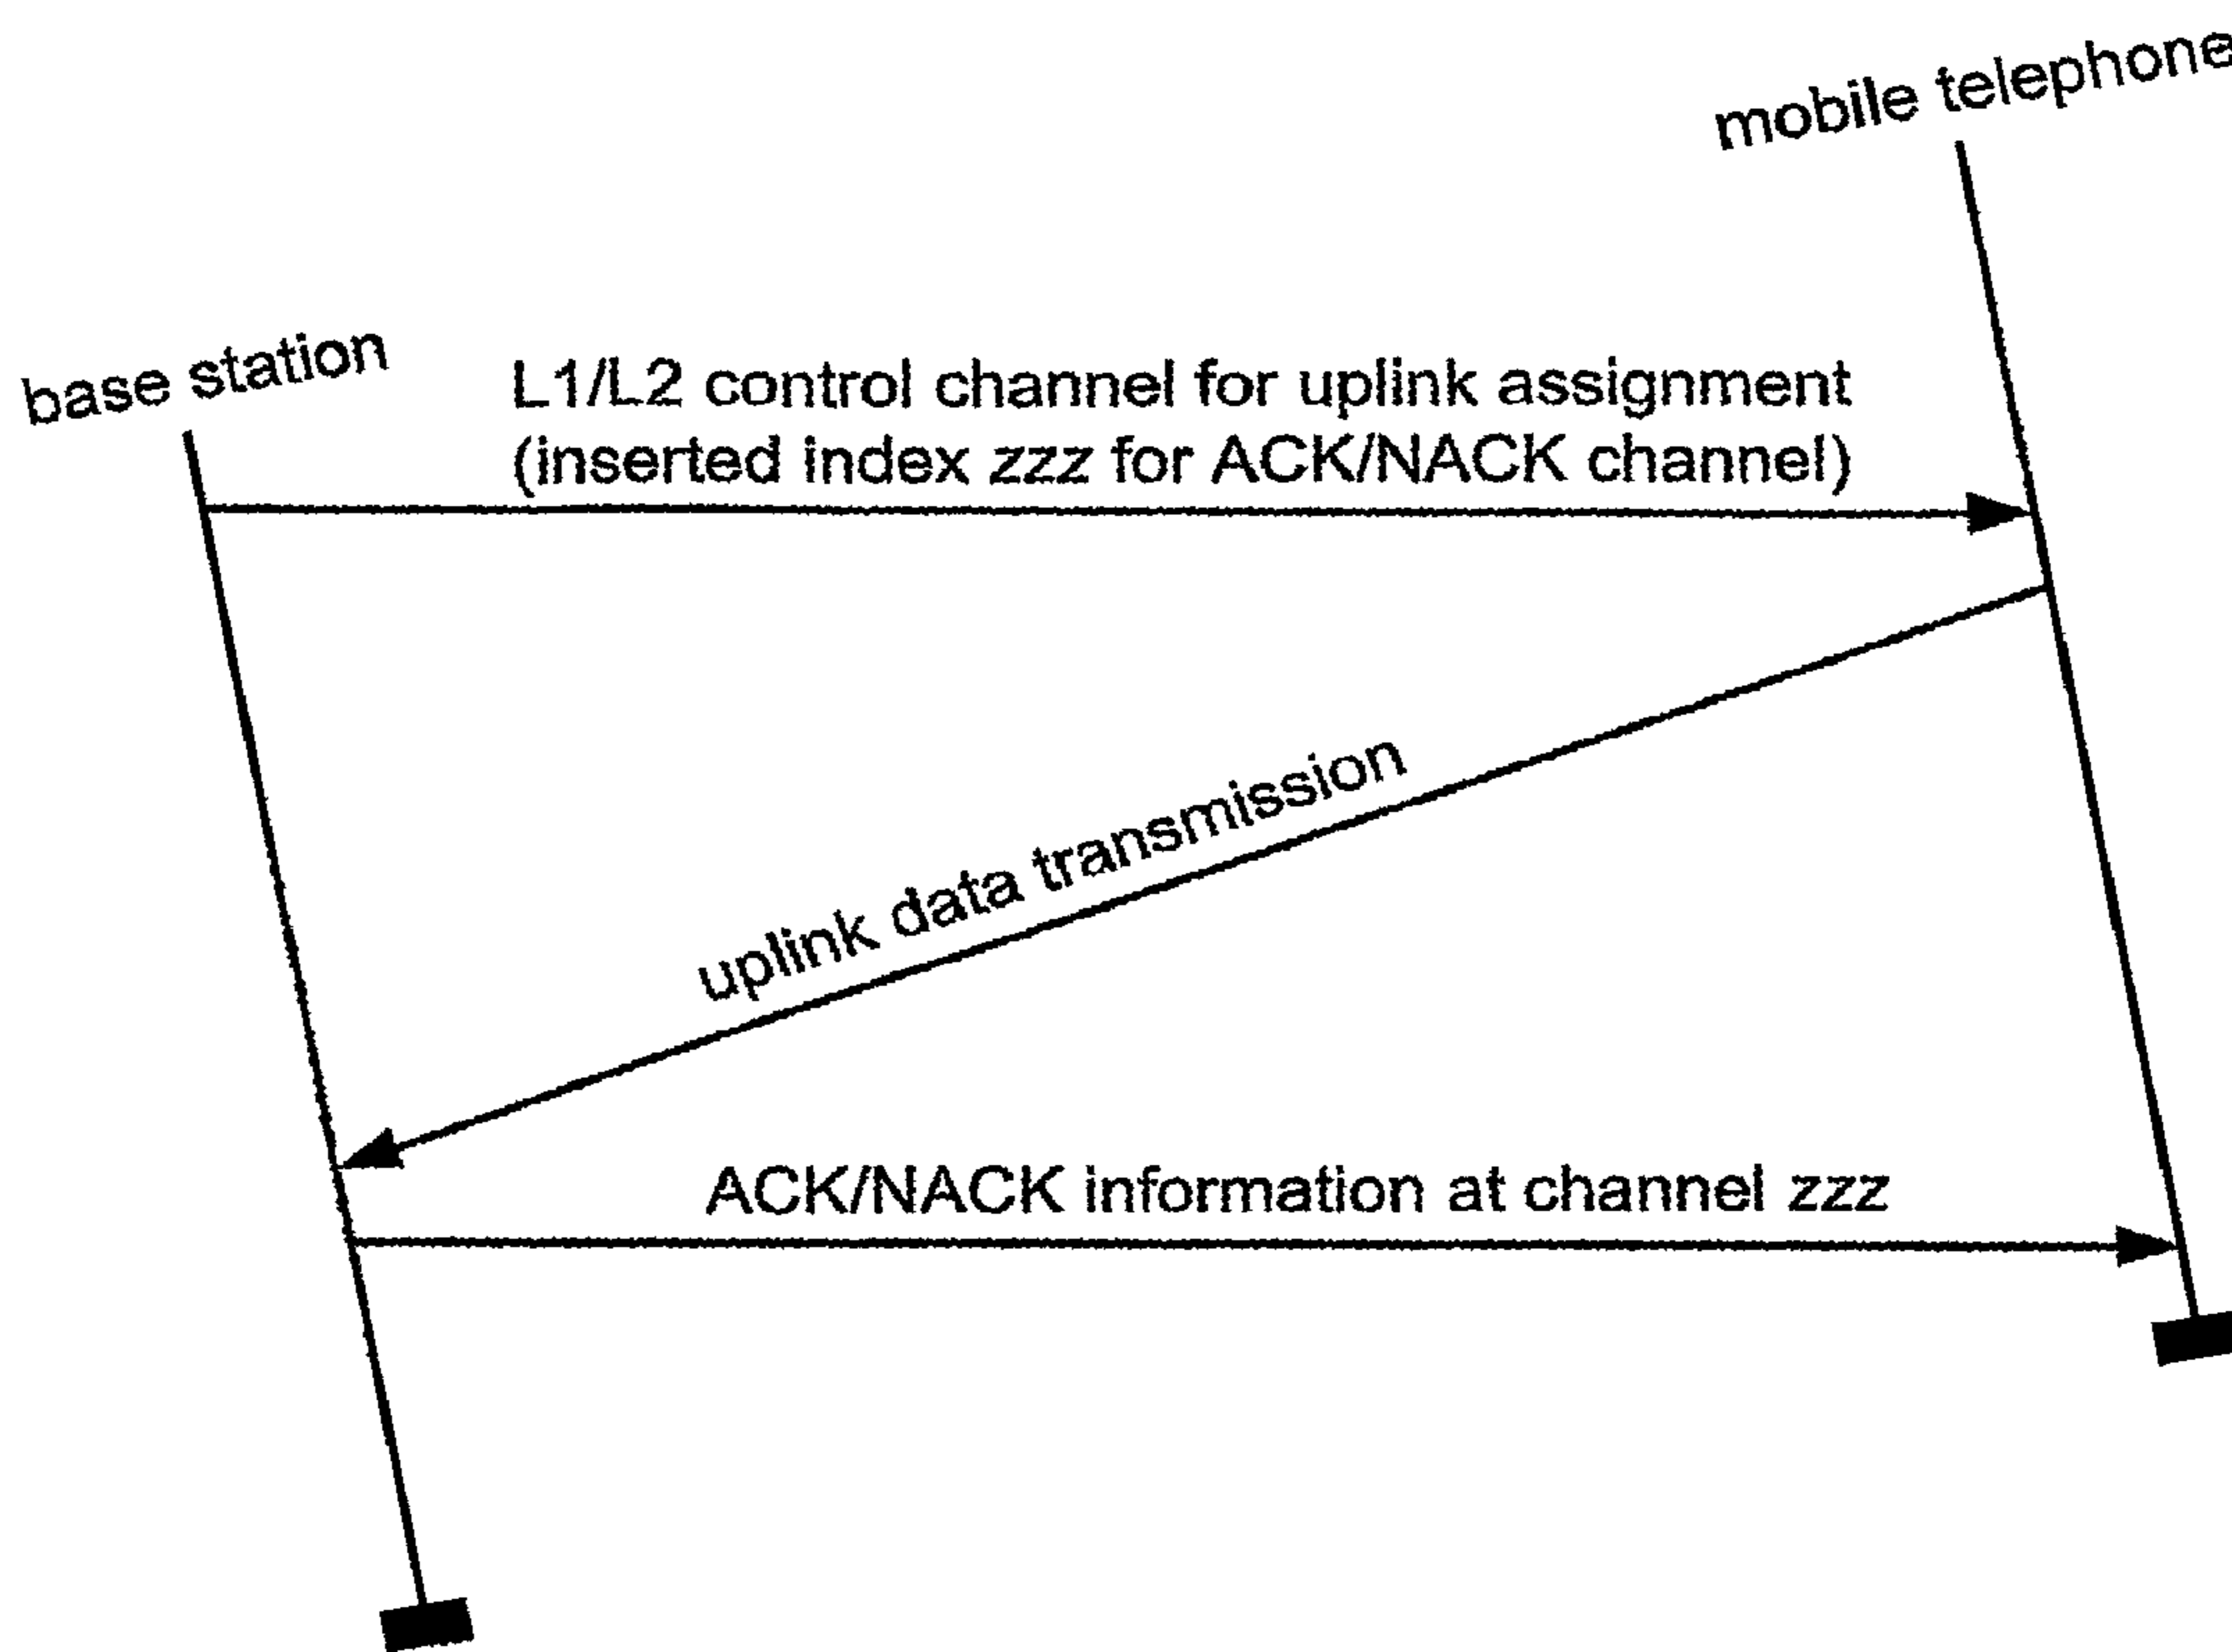 mobile telephone
base station
L1/L2 control channel for uplink assignment
(inserted index zzz for ACK/NACK channel)
uplink data transmission
ACK/NACK information at channel zzz